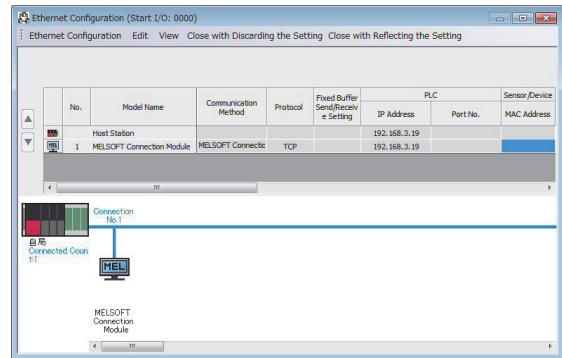 Ethernet Configuration (Start I/O: 0000)
Ethernet Configuration Edit View Close with Discarding the Setting Close with Reflecting the Setting
No.
Model Name
Communication
Method
Protocol
Fixed Buffer
Send/Receiv
e Setting
PLC
IP Address
Port No.
Sensor/Device
MAC Address
Host Station 192.168.3.19
MEL 1 MELSOFT Connection Module MELSOFT Connectic TCP 192.168.3.19
Connection
No.1
自局
Connected Coun
t:1
MEL
MELSOFT
Connection
Module